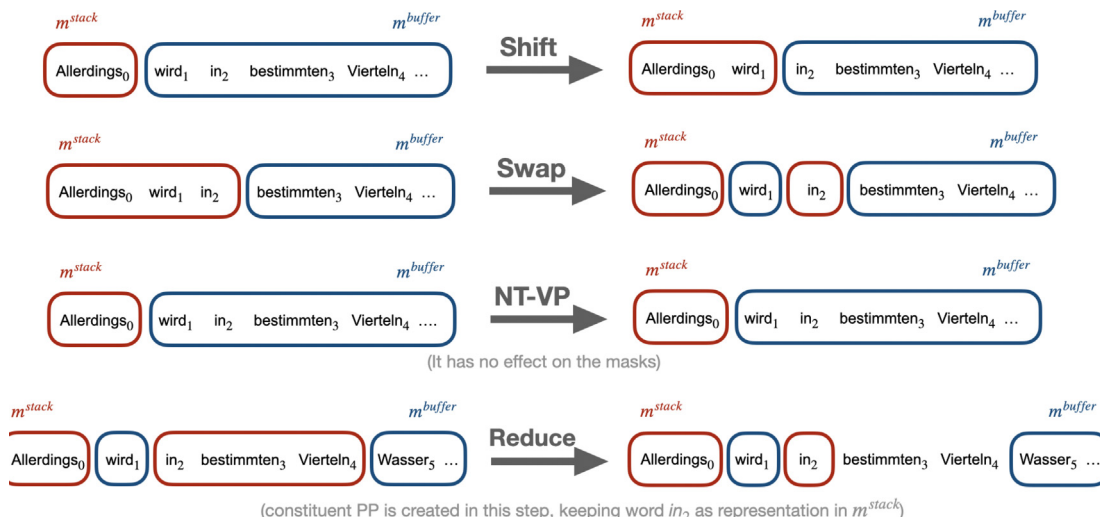 m^stack m^buffer Shift m^stack m^buffer
Allerdings₀ wird₁ in₂ bestimmten₃ Vierteln₄ … Allerdings₀ wird₁ in₂ bestimmten₃ Vierteln₄ …
m^stack m^buffer Swap m^stack m^buffer
Allerdings₀ wird₁ in₂ bestimmten₃ Vierteln₄ … Allerdings₀ wird₁ in₂ bestimmten₃ Vierteln₄ …
m^stack m^buffer NT-VP m^stack m^buffer
Allerdings₀ wird₁ in₂ bestimmten₃ Vierteln₄ …. Allerdings₀ wird₁ in₂ bestimmten₃ Vierteln₄ …
(It has no effect on the masks)
m^stack m^buffer Reduce m^stack m^buffer
Allerdings₀ wird₁ in₂ bestimmten₃ Vierteln₄ Wasser₅ … Allerdings₀ wird₁ in₂ bestimmten₃ Vierteln₄ Wasser₅ …
(constituent PP is created in this step, keeping word in₂ as representation in m^stack)